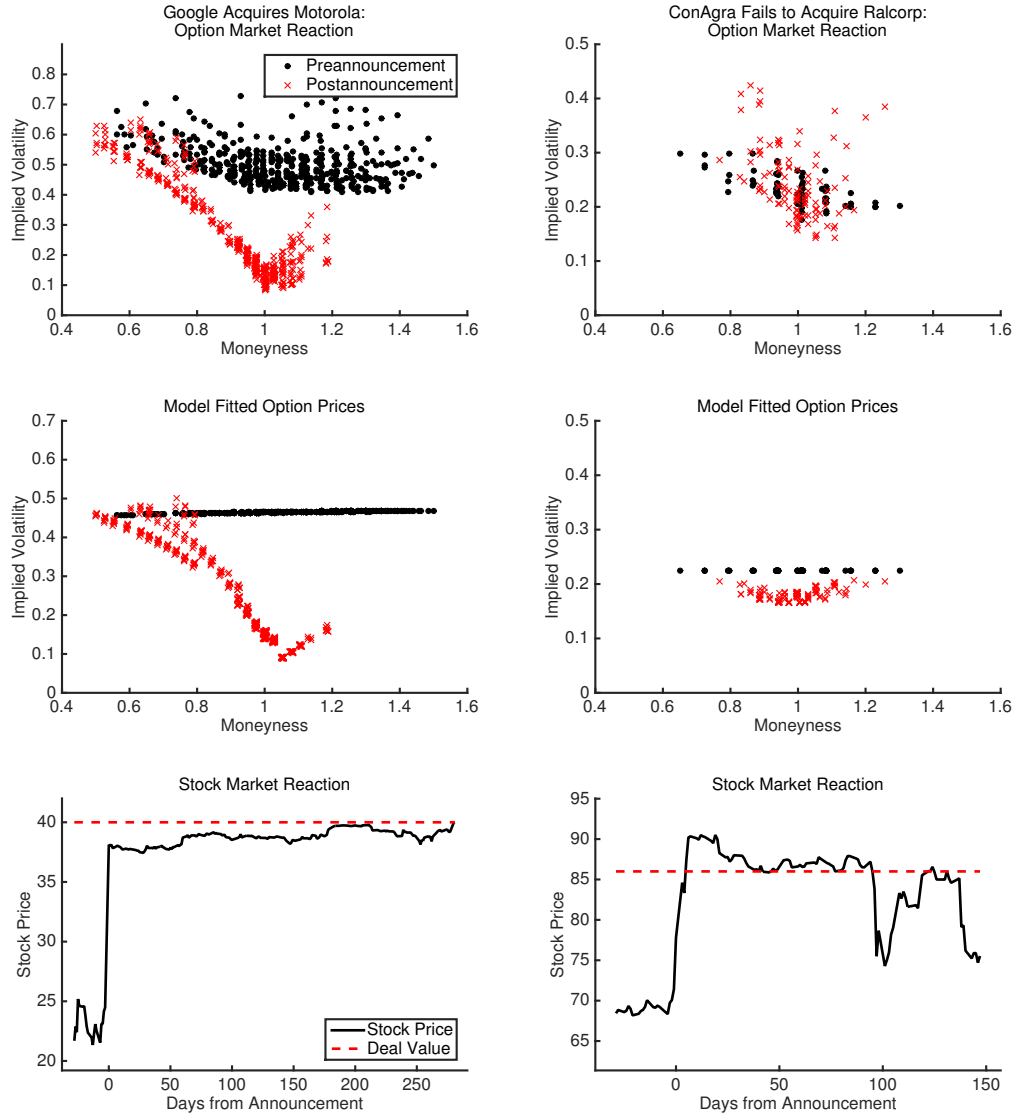 Google Acquires Motorola:
Option Market Reaction
0.8
0.7
0.6
0.5
0.4
0.3
0.2
0.1
0
Implied Volatility
Preannouncement
Postannouncement
0.4 0.6 0.8 1 1.2 1.4 1.6
Moneyness
ConAgra Fails to Acquire Ralcorp:
Option Market Reaction
0.5
0.4
0.3
0.2
0.1
0
Implied Volatility
0.4 0.6 0.8 1 1.2 1.4 1.6
Moneyness
Model Fitted Option Prices
0.7
0.6
0.5
0.4
0.3
0.2
0.1
0
Implied Volatility
0.4 0.6 0.8 1 1.2 1.4 1.6
Moneyness
Model Fitted Option Prices
0.5
0.4
0.3
0.2
0.1
0
Implied Volatility
0.4 0.6 0.8 1 1.2 1.4 1.6
Moneyness
Stock Market Reaction
40
35
30
25
20
Stock Price
Stock Price
Deal Value
0 50 100 150 200 250
Days from Announcement
Stock Market Reaction
95
90
85
80
75
70
65
Stock Price
0 50 100 150
Days from Announcement